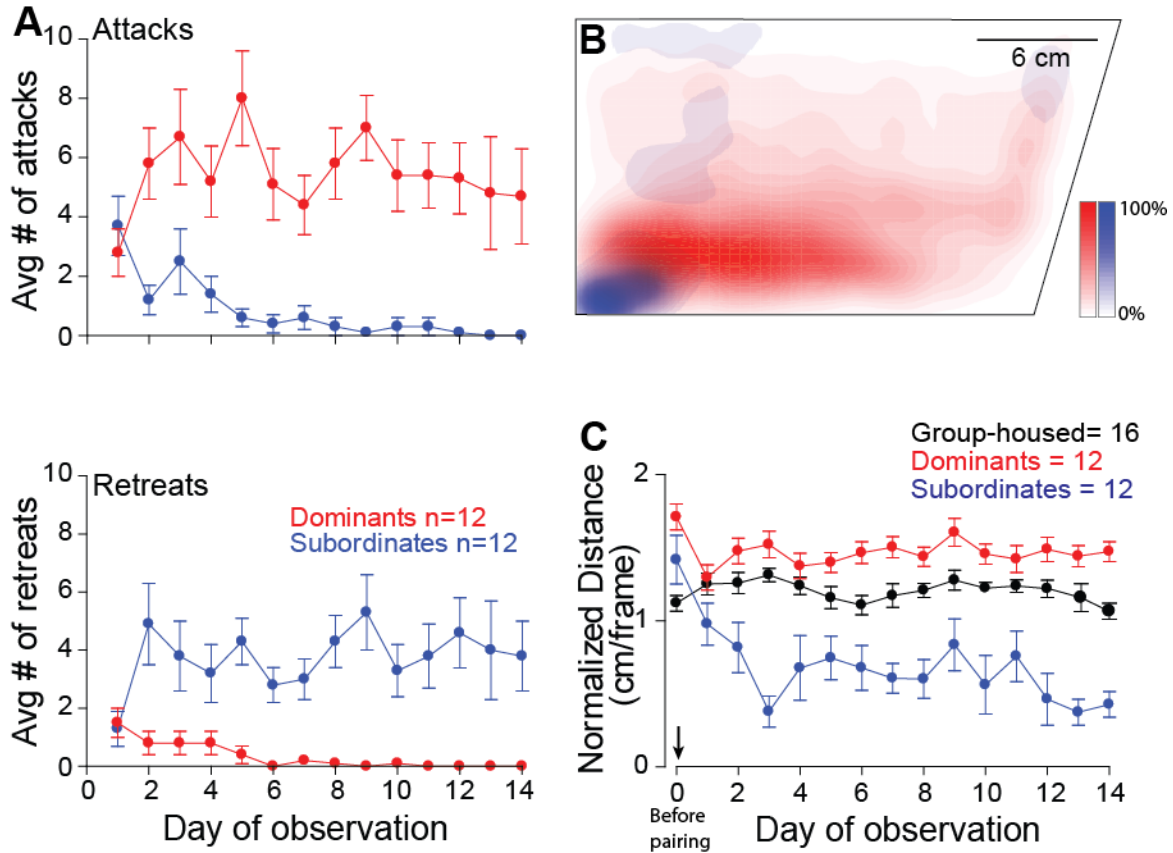 A
Attacks
10
8
6
4
2
0
Avg # of attacks
B
6 cm
100%
0%
Retreats
10
8
6
4
2
0
Avg # of retreats
Dominants n=12
Subordinates n=12
0 2 4 6 8 10 12 14
Day of observation
C
Group-housed= 16
Dominants = 12
Subordinates = 12
2
1
0
Normalized Distance
(cm/frame)
0 2 4 6 8 10 12 14
Before
pairing
Day of observation